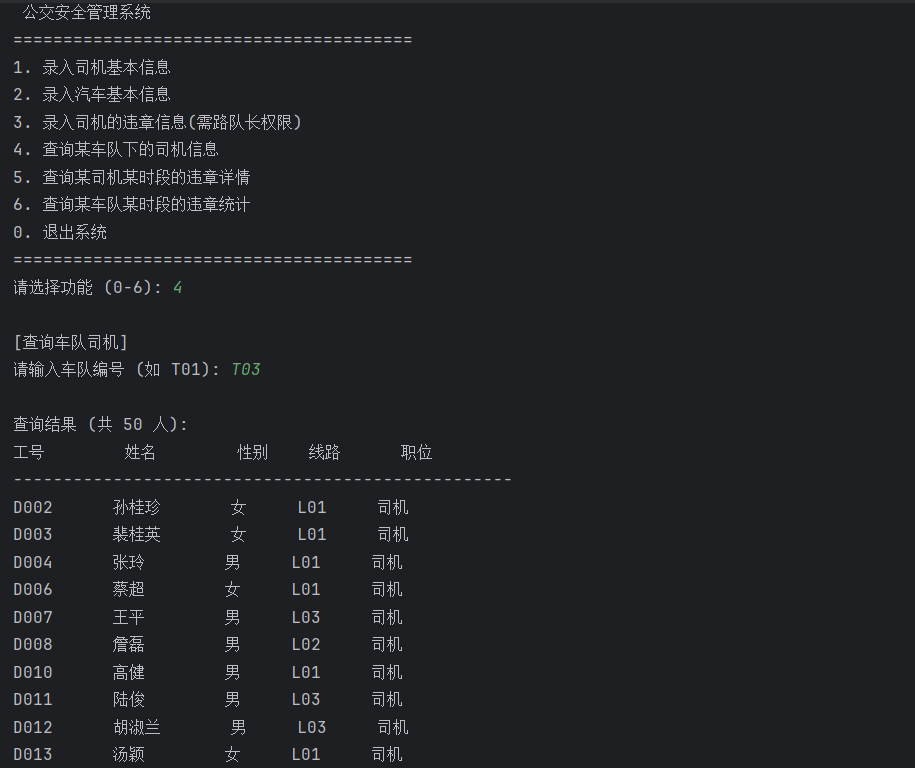 公交安全管理系统
========================================
1. 录入司机基本信息
2. 录入汽车基本信息
3. 录入司机的违章信息(需路队长权限)
4. 查询某车队下的司机信息
5. 查询某司机某时段的违章详情
6. 查询某车队某时段的违章统计
0. 退出系统
========================================
请选择功能 (0-6): 4
[查询车队司机]
请输入车队编号 (如 T01): T03
查询结果 (共 50 人):
工号 姓名 性别 线路 职位
--------------------------------------------------
D002 孙桂珍 女 L01 司机
D003 裴桂英 女 L01 司机
D004 张玲 男 L01 司机
D006 蔡超 女 L01 司机
D007 王平 男 L03 司机
D008 詹磊 男 L02 司机
D010 高健 男 L01 司机
D011 陆俊 男 L03 司机
D012 胡淑兰 男 L03 司机
D013 汤颖 女 L01 司机